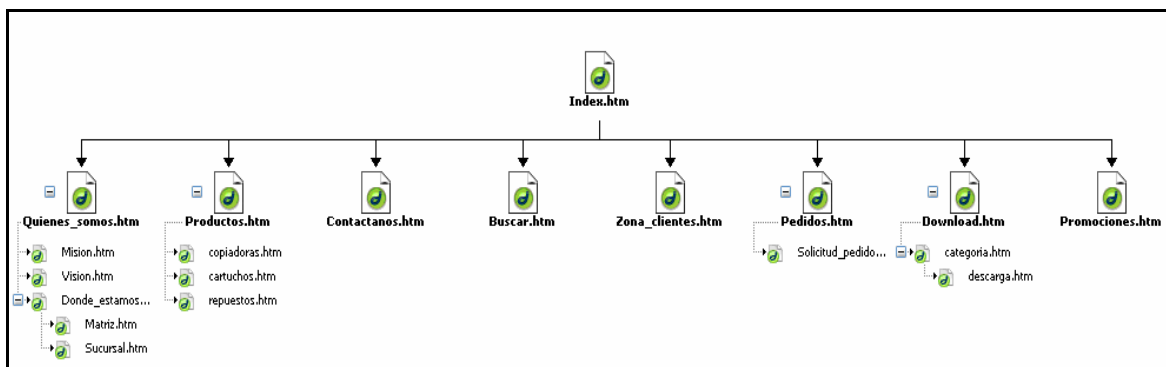 Index.htm
Quienes_somos.htm
Productos.htm
Contactanos.htm
Buscar.htm
Zona_clientes.htm
Pedidos.htm
Download.htm
Promociones.htm
Mision.htm
copiadoras.htm
Solicitud_pedido...
categoria.htm
Vision.htm
cartuchos.htm
descarga.htm
Donde_estamos...
repuestos.htm
Matriz.htm
Sucursal.htm